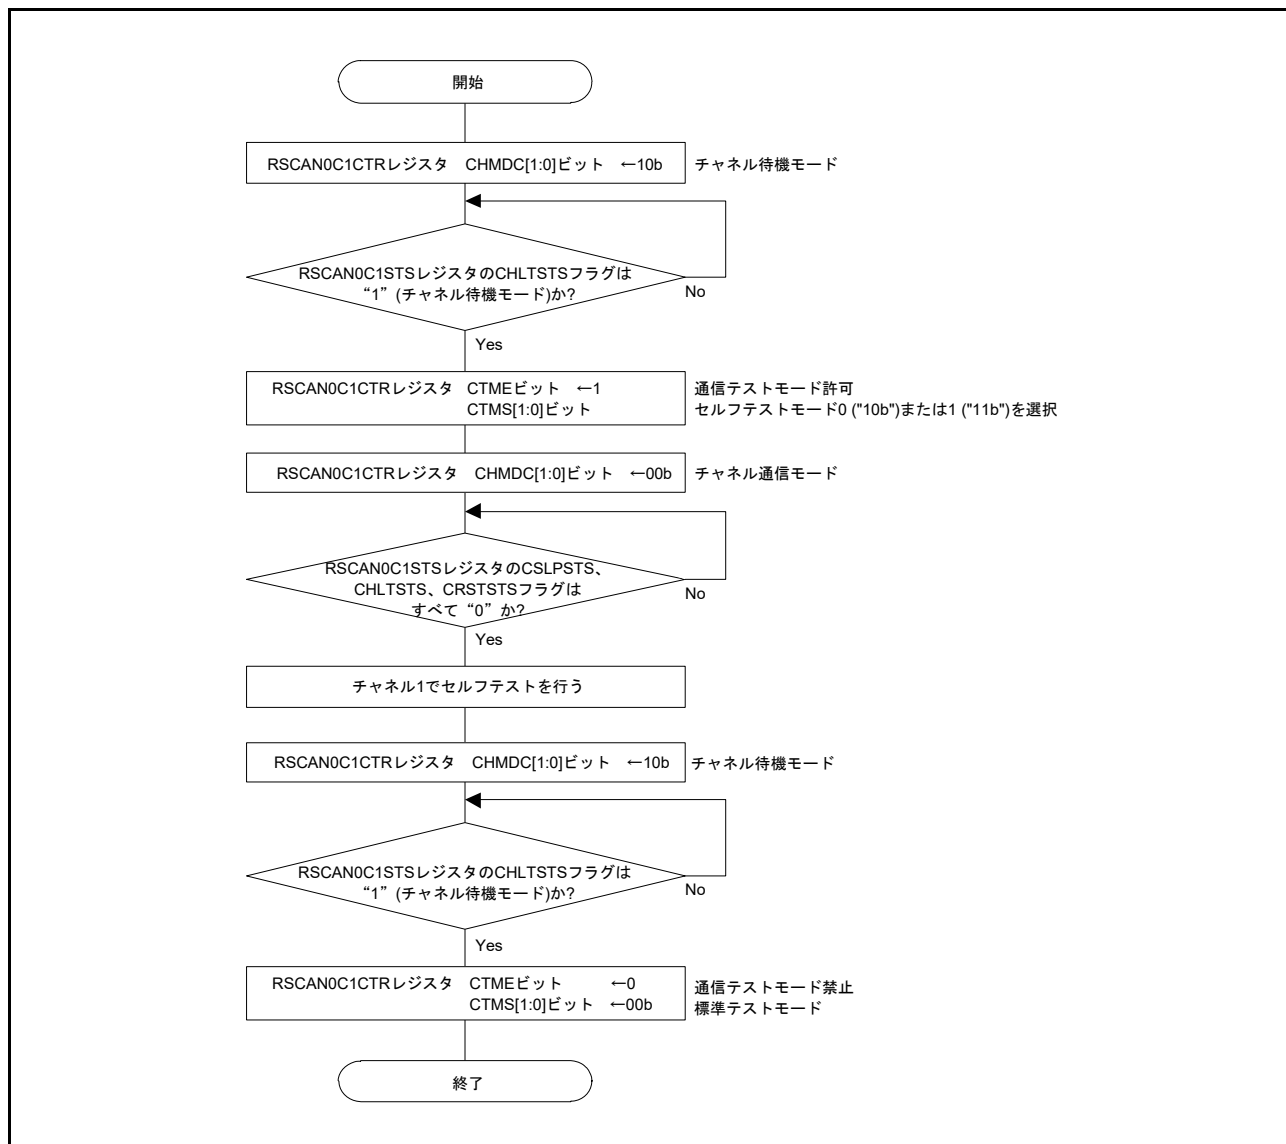 開始
RSCAN0C1CTRレジスタ CHMDC[1:0]ビット ←10b チャネル待機モード
RSCAN0C1STSレジスタのCHLTSTSフラグは
“1”(チャネル待機モード)か?
No
Yes
RSCAN0C1CTRレジスタ CTMEビット ←1 通信テストモード許可
CTMS[1:0]ビット セルフテストモード0 ("10b")または1 ("11b")を選択
RSCAN0C1CTRレジスタ CHMDC[1:0]ビット ←00b チャネル通信モード
RSCAN0C1STSレジスタのCSLPSTS、
CHLTSTS、CRSTSTSフラグは
すべて“0”か?
No
Yes
チャネル1でセルフテストを行う
RSCAN0C1CTRレジスタ CHMDC[1:0]ビット ←10b チャネル待機モード
RSCAN0C1STSレジスタのCHLTSTSフラグは
“1”(チャネル待機モード)か?
No
Yes
RSCAN0C1CTRレジスタ CTMEビット ←0 通信テストモード禁止
CTMS[1:0]ビット ←00b 標準テストモード
終了